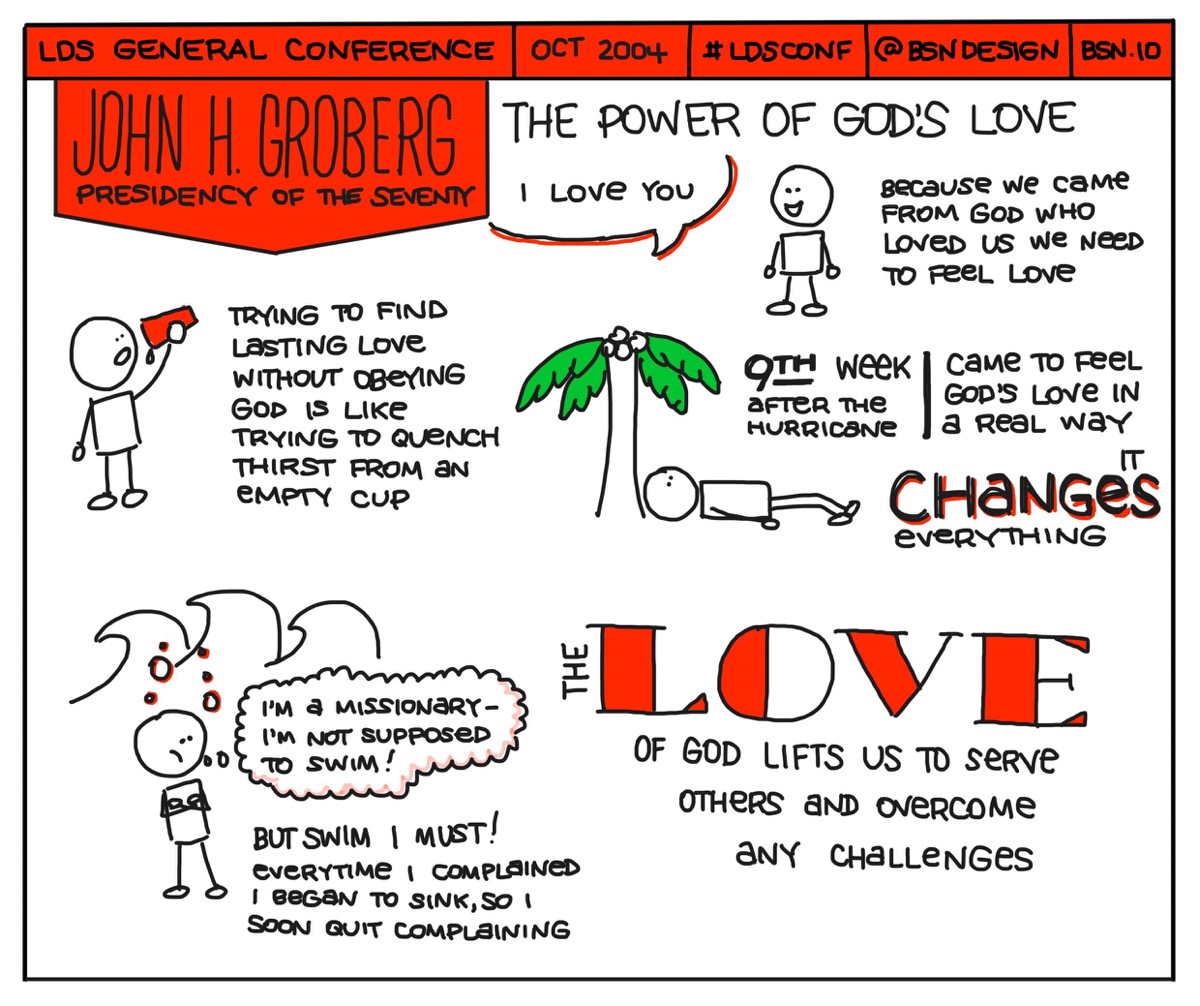 LDS GENERAL CONFERENCE
OCT 2004
#LDSCONF
@BSNDESIGN
BSN.IO
JOHN H. GROBERG
PRESIDENCY OF THE SEVENTY
THE POWER OF GOD'S LOVE
I LOVE YOU
BECAUSE WE CAME
FROM GOD WHO
LOVED US WE NEED
TO FEEL LOVE
TRYING TO FIND
LASTING LOVE
WITHOUT OBEYING
GOD IS LIKE
TRYING TO QUENCH
THIRST FROM AN
EMPTY CUP
9TH WEEK
AFTER THE
HURRICANE
CAME TO FEEL
GOD'S LOVE IN
A REAL WAY
IT
CHANGES
EVERYTHING
I'M A MISSIONARY-
I'M NOT SUPPOSED
TO SWIM!
BUT SWIM I MUST!
EVERYTIME I COMPLAINED
I BEGAN TO SINK, SO I
SOON QUIT COMPLAINING
THE LOVE
OF GOD LIFTS US TO SERVE
OTHERS AND OVERCOME
ANY CHALLENGES